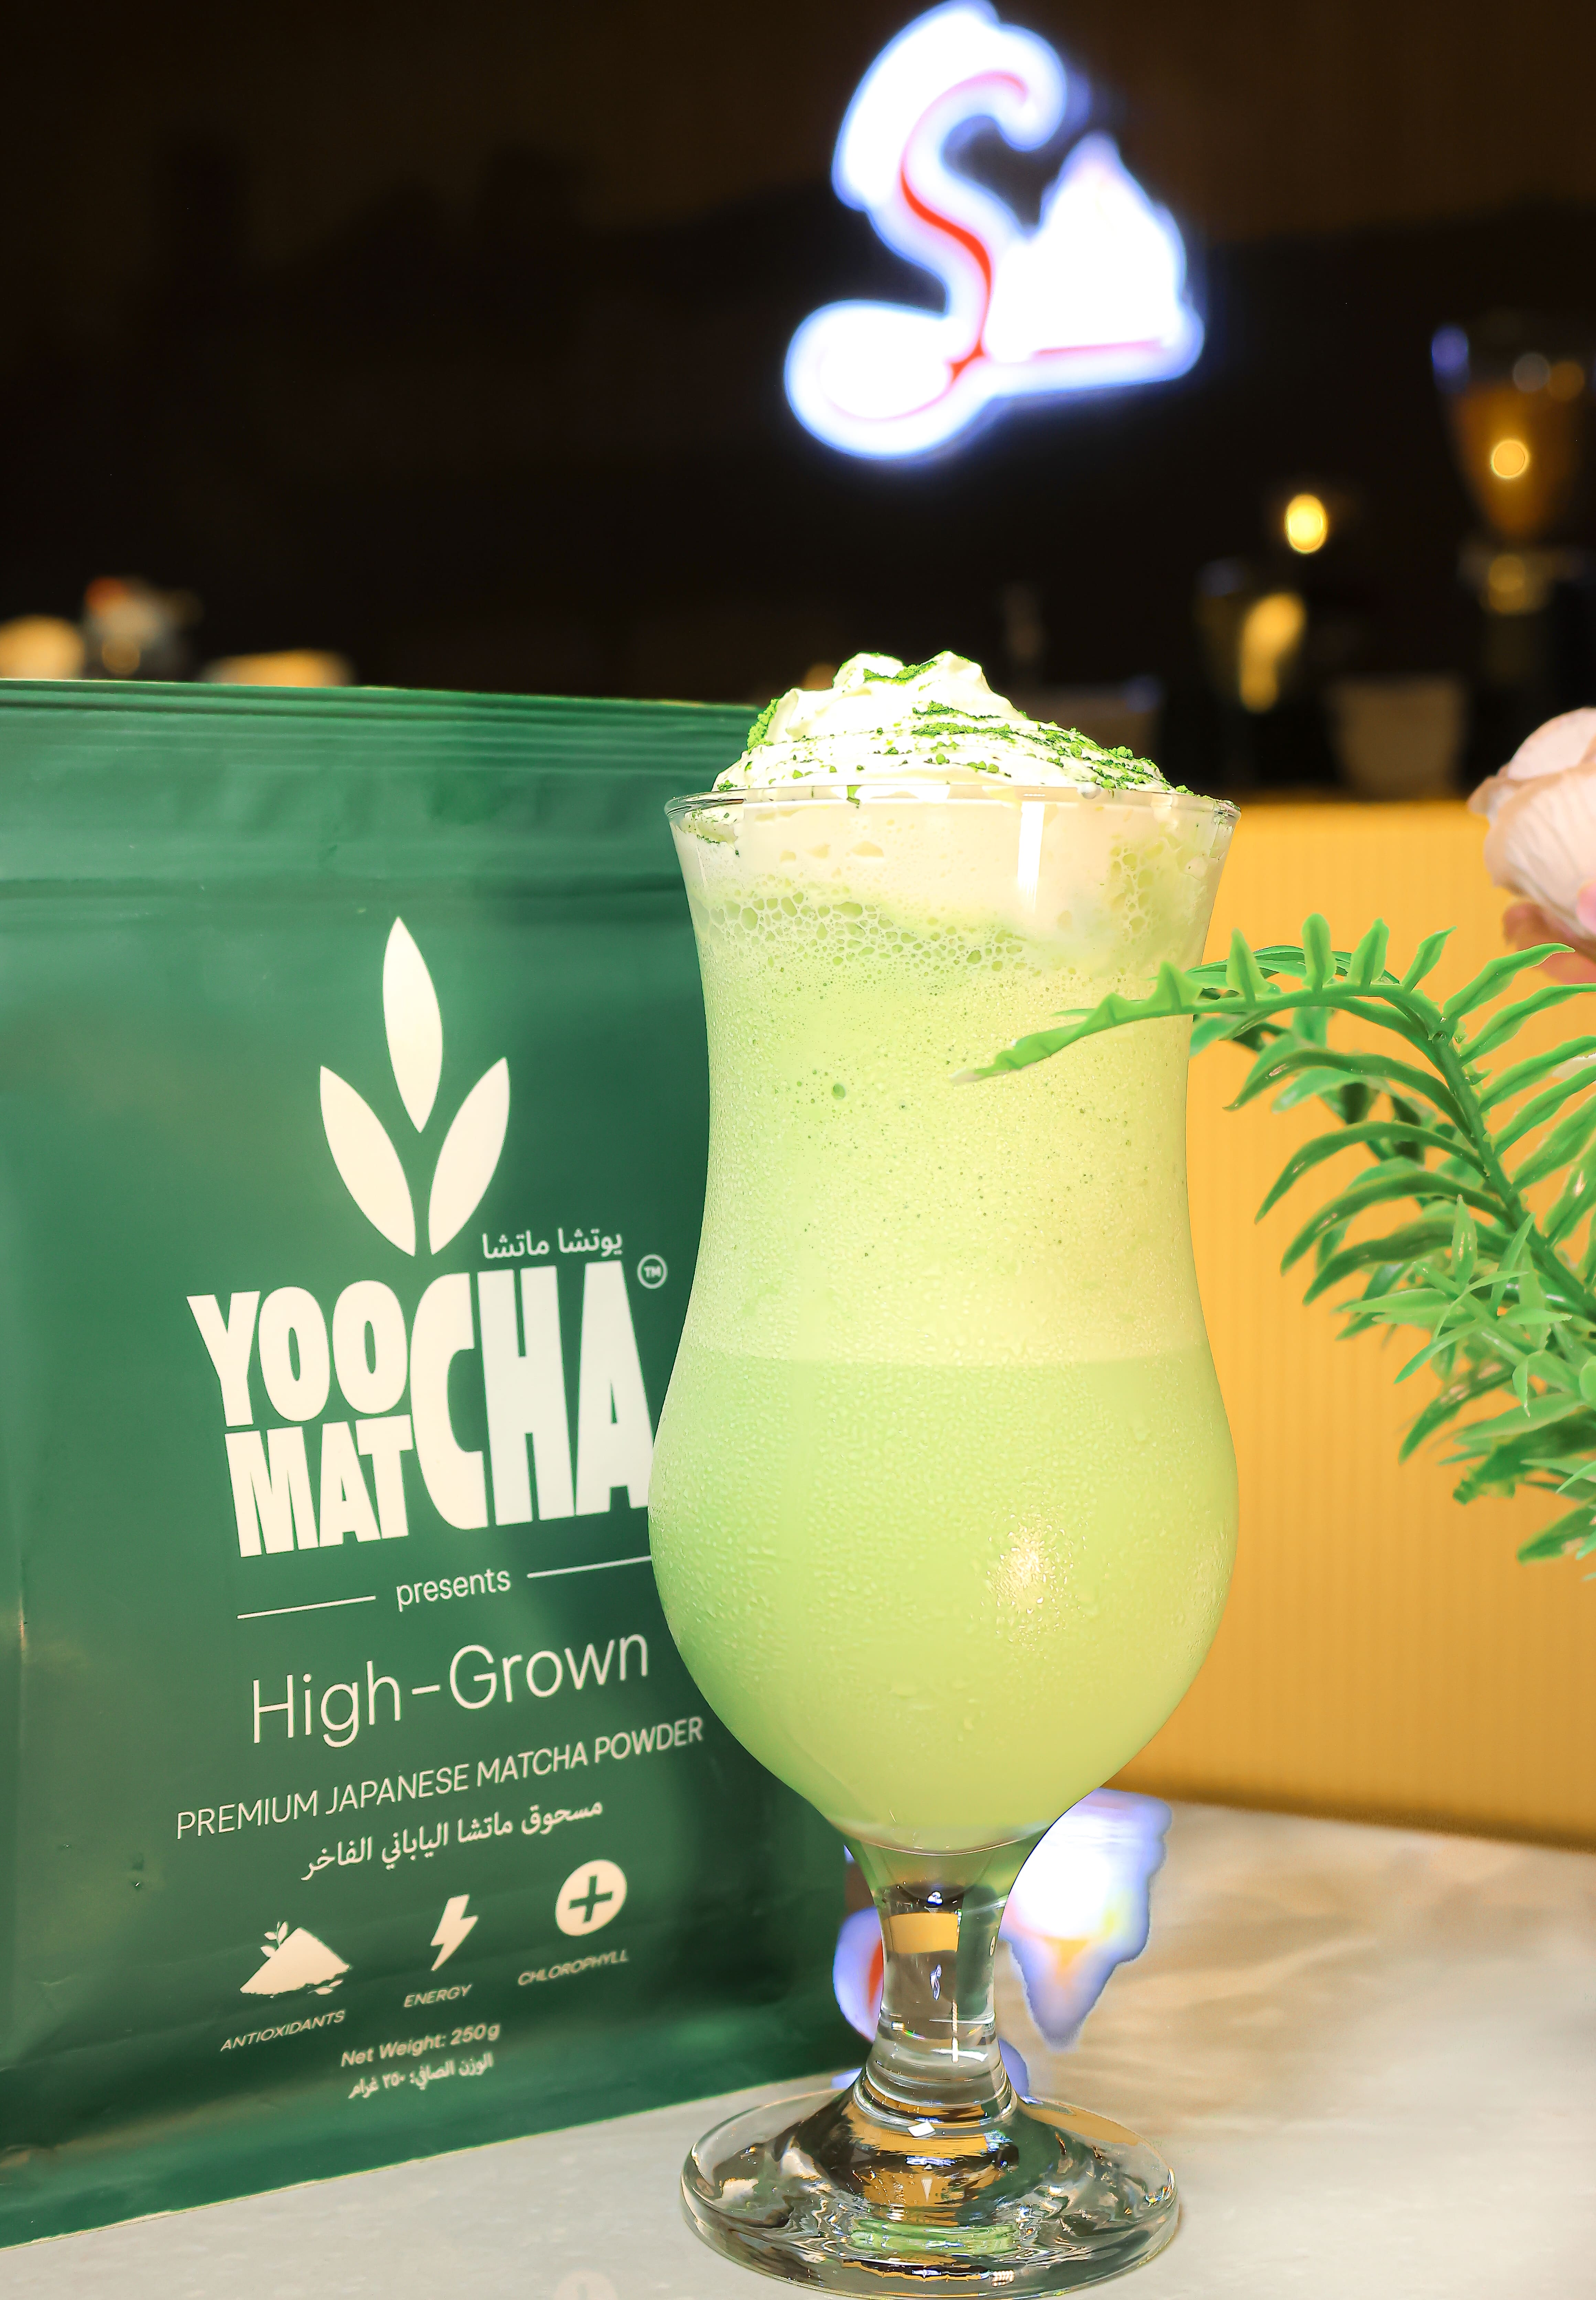 يوتشا ماتشا
YOOCHA TM
MATCHA
presents
High-Grown
PREMIUM JAPANESE MATCHA POWDER
مسحوق ماتشا الياباني الفاخر
ANTIOXIDANTS
ENERGY
CHLOROPHYLL
Net Weight: 250g
الوزن الصافي: ٢٥٠ غرام